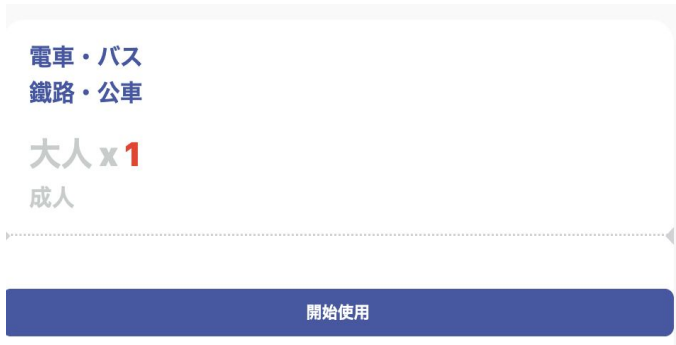 電車・バス
鐵路・公車
大人 x 1
成人
開始使用